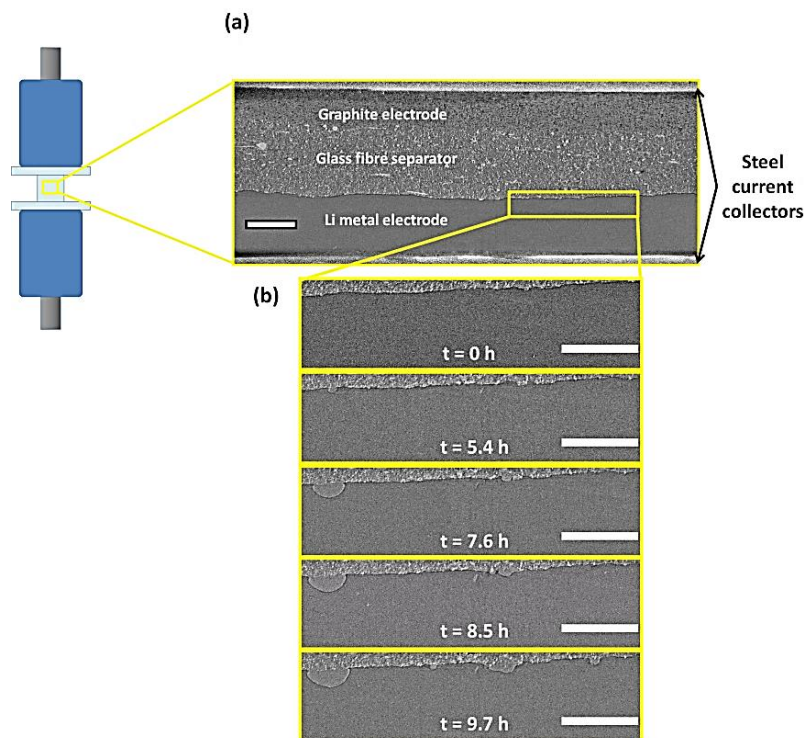 (a)
Graphite electrode
Glass fibre separator
Li metal electrode
Steel
current
collectors
(b)
t = 0 h
t = 5.4 h
t = 7.6 h
t = 8.5 h
t = 9.7 h